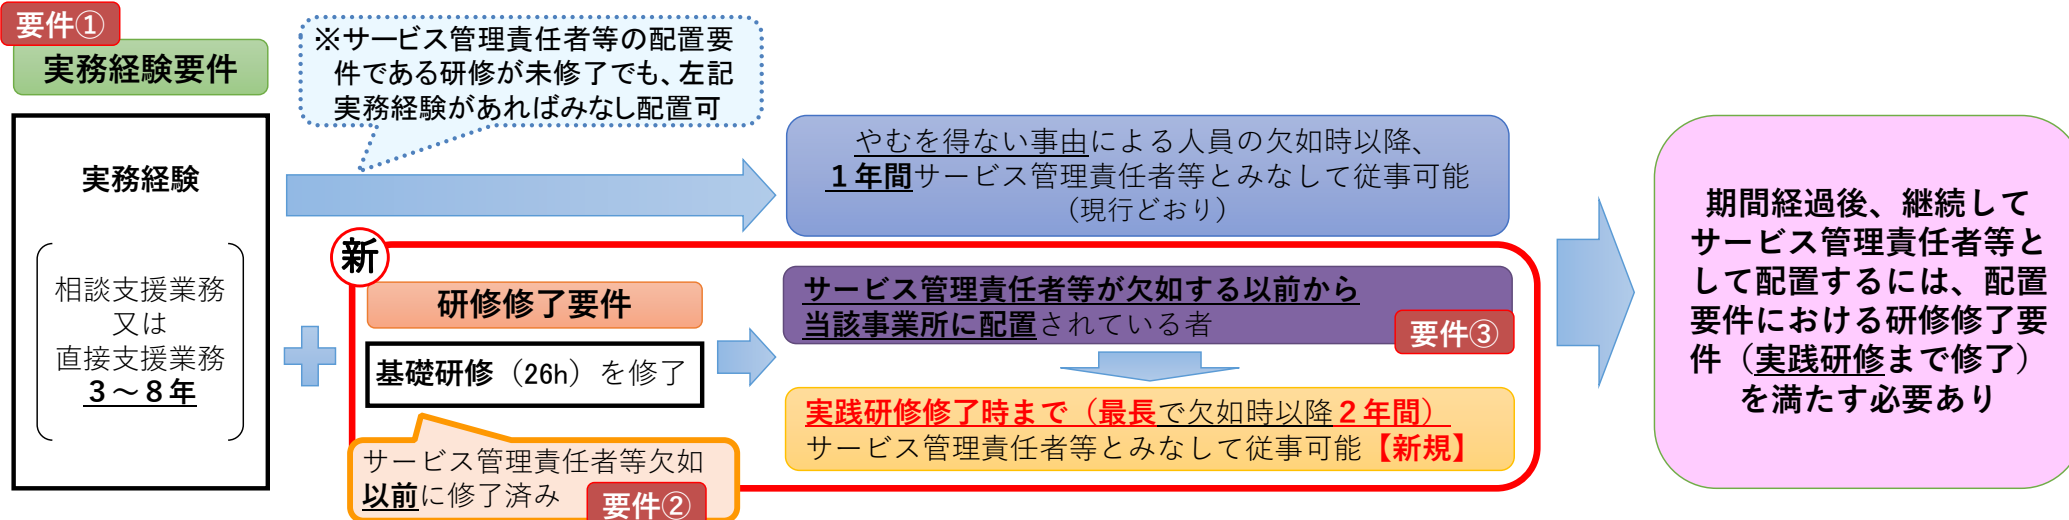 要件①
実務経験要件
実務経験
相談支援業務
又は
直接支援業務
３～８年
※サービス管理責任者等の配置要
件である研修が未修了でも、左記
実務経験があればみなし配置可
やむを得ない事由による人員の欠如時以降、
１年間サービス管理責任者等とみなして従事可能
（現行どおり）
新
研修修了要件
基礎研修（26h）を修了
サービス管理責任者等欠如
以前に修了済み
要件②
サービス管理責任者等が欠如する以前から
当該事業所に配置されている者
要件③
実践研修修了時まで（最長で欠如時以降２年間）
サービス管理責任者等とみなして従事可能【新規】
期間経過後、継続して
サービス管理責任者等と
して配置するには、配置
要件における研修修了要
件（実践研修まで修了）
を満たす必要あり